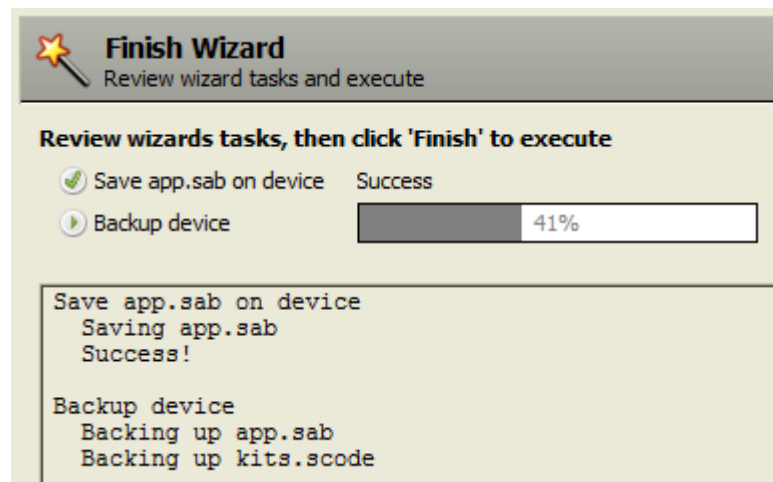 Finish Wizard
Review wizard tasks and execute
Review wizards tasks, then click 'Finish' to execute
Save app.sab on device Success
Backup device 41%
Save app.sab on device
Saving app.sab
Success!
Backup device
Backing up app.sab
Backing up kits.scode